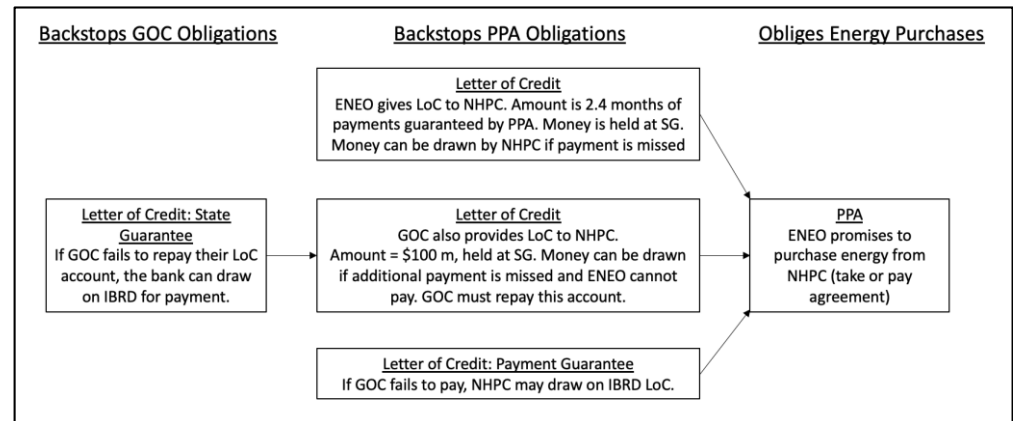 Backstops GOC Obligations
Backstops PPA Obligations
Obliges Energy Purchases
Letter of Credit
ENEO gives LoC to NHPC. Amount is 2.4 months of
payments guaranteed by PPA. Money is held at SG.
Money can be drawn by NHPC if payment is missed
Letter of Credit: State
Guarantee
If GOC fails to repay their LoC
account, the bank can draw
on IBRD for payment.
Letter of Credit
GOC also provides LoC to NHPC.
Amount = $100 m, held at SG. Money can be drawn
if additional payment is missed and ENEO cannot
pay. GOC must repay this account.
PPA
ENEO promises to
purchase energy from
NHPC (take or pay
agreement)
Letter of Credit: Payment Guarantee
If GOC fails to pay, NHPC may draw on IBRD LoC.